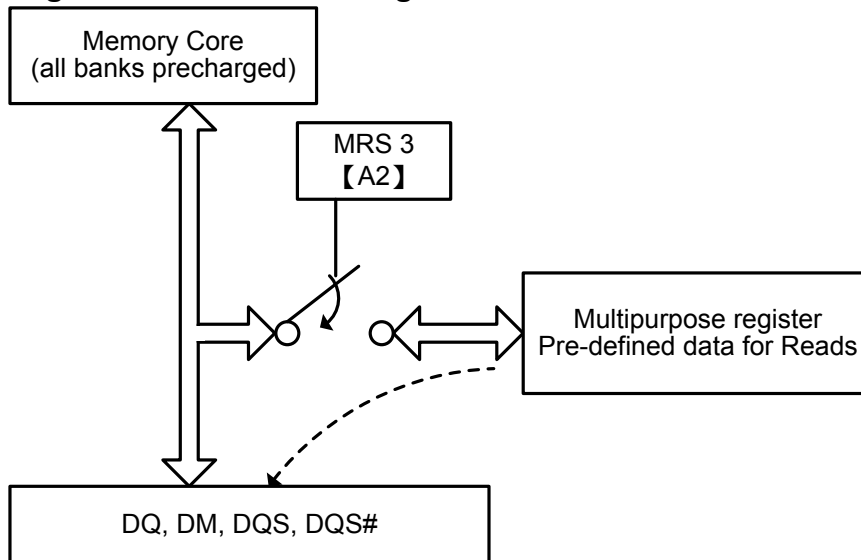 Memory Core
(all banks precharged)
MRS 3
【A2】
Multipurpose register
Pre-defined data for Reads
DQ, DM, DQS, DQS#